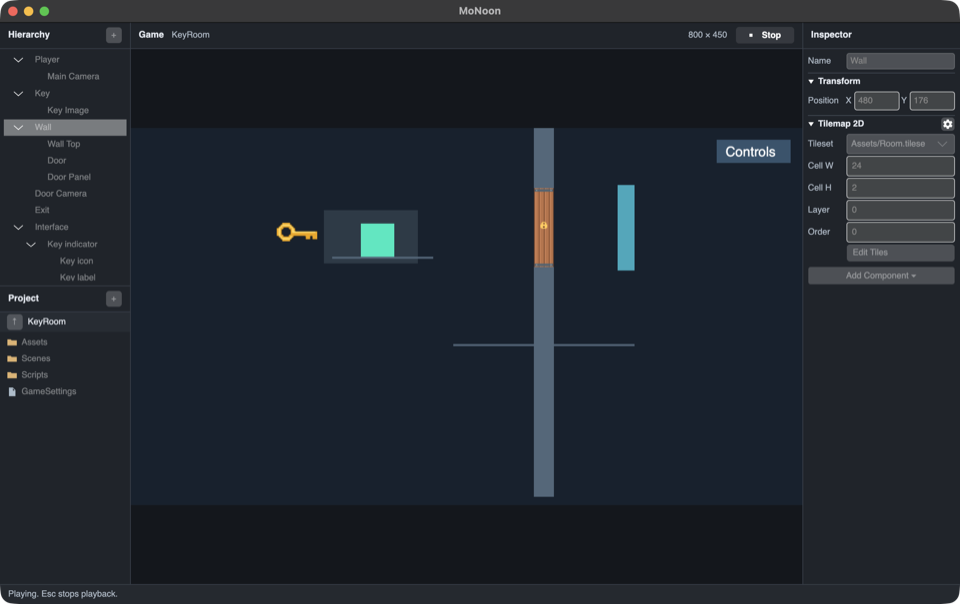 MoNoon
Hierarchy
+
Player
Main Camera
Key
Key Image
Wall
Wall Top
Door
Door Panel
Door Camera
Exit
Interface
Key indicator
Key icon
Key label
Project
+
KeyRoom
Assets
Scenes
Scripts
GameSettings
Game KeyRoom
800 × 450
Stop
Controls
Inspector
Name Wall
Transform
Position X 480 Y 176
Tilemap 2D
Tileset Assets/Room.tilese
Cell W 24
Cell H 2
Layer 0
Order 0
Edit Tiles
Add Component
Playing. Esc stops playback.